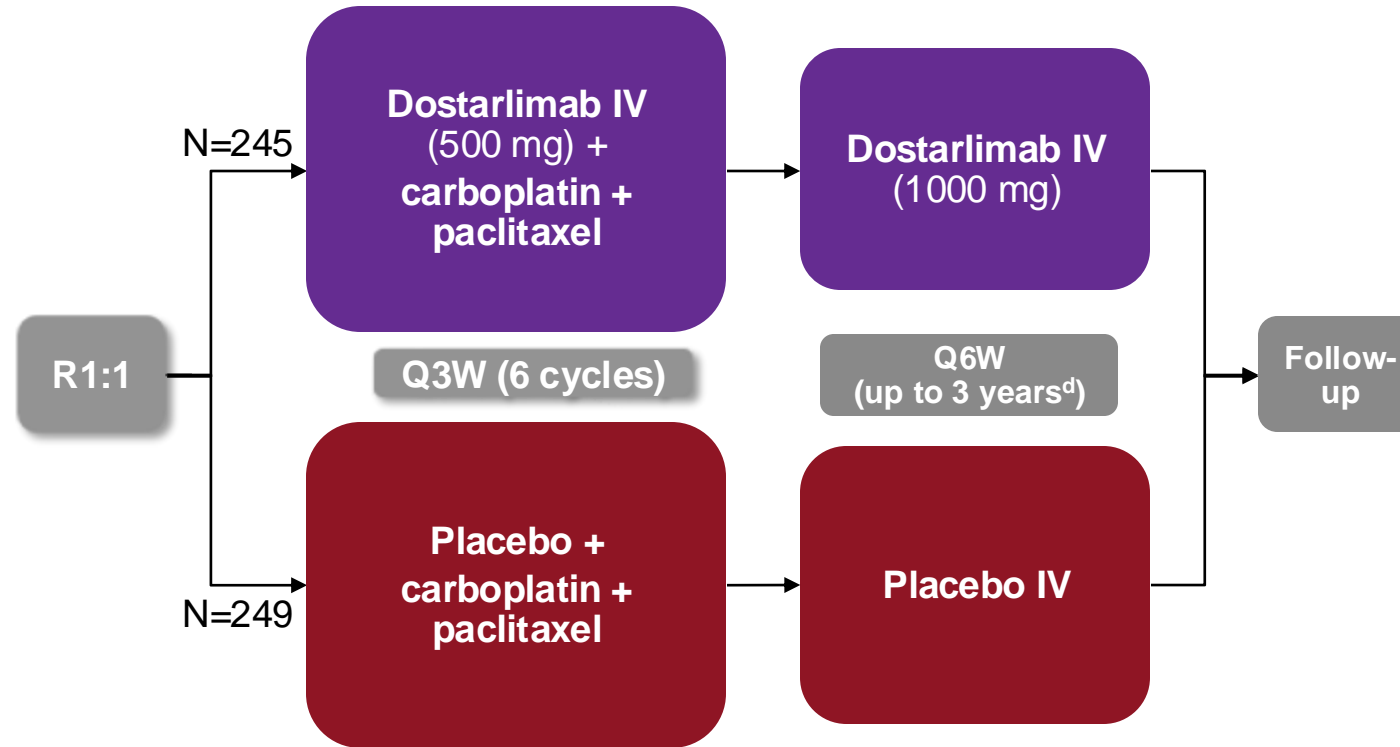 R1:1
N=245
Dostarlimab IV
(500 mg) +
carboplatin +
paclitaxel
Dostarlimab IV
(1000 mg)
Q3W (6 cycles)
Q6W
(up to 3 yearsᵈ)
Follow-
up
N=249
Placebo +
carboplatin +
paclitaxel
Placebo IV